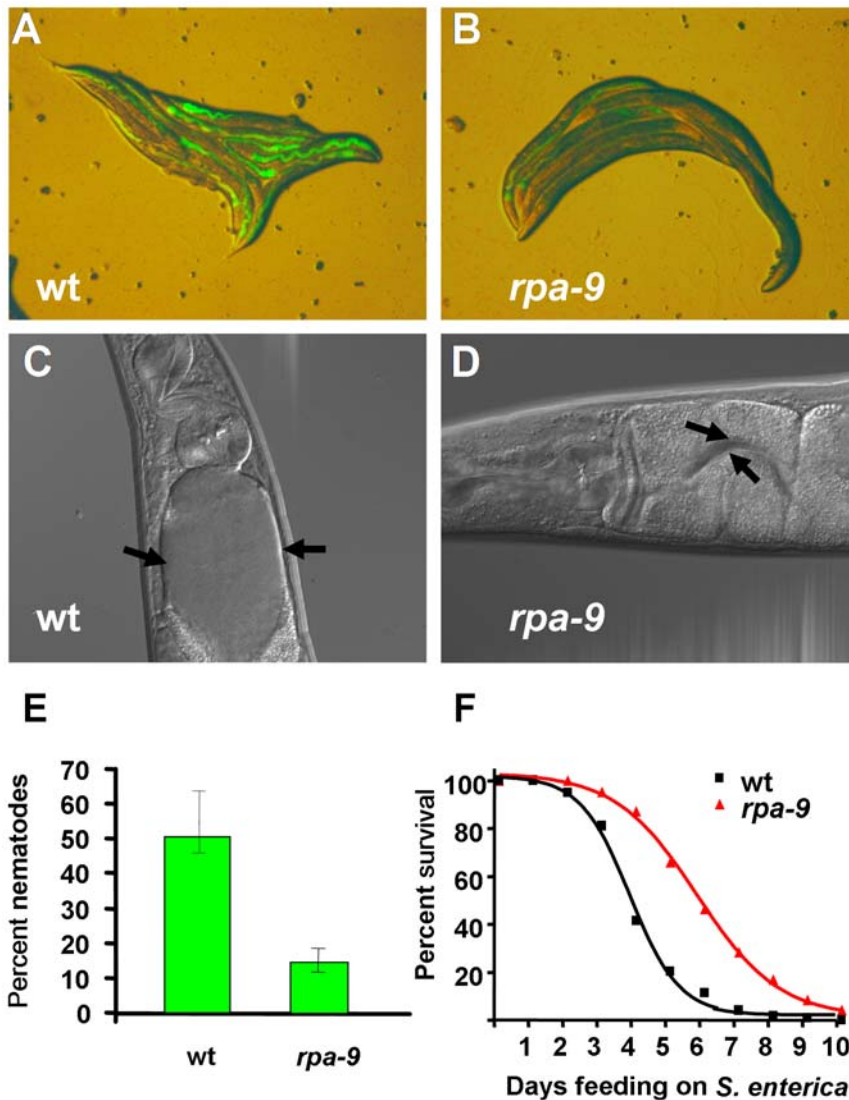 A
wt
B
rpa-9
C
wt
D
rpa-9
E
Percent nematodes
70
60
50
40
30
20
10
0
wt
rpa-9
F
Percent survival
100
80
60
40
20
wt
rpa-9
1 2 3 4 5 6 7 8 9 10
Days feeding on S. enterica